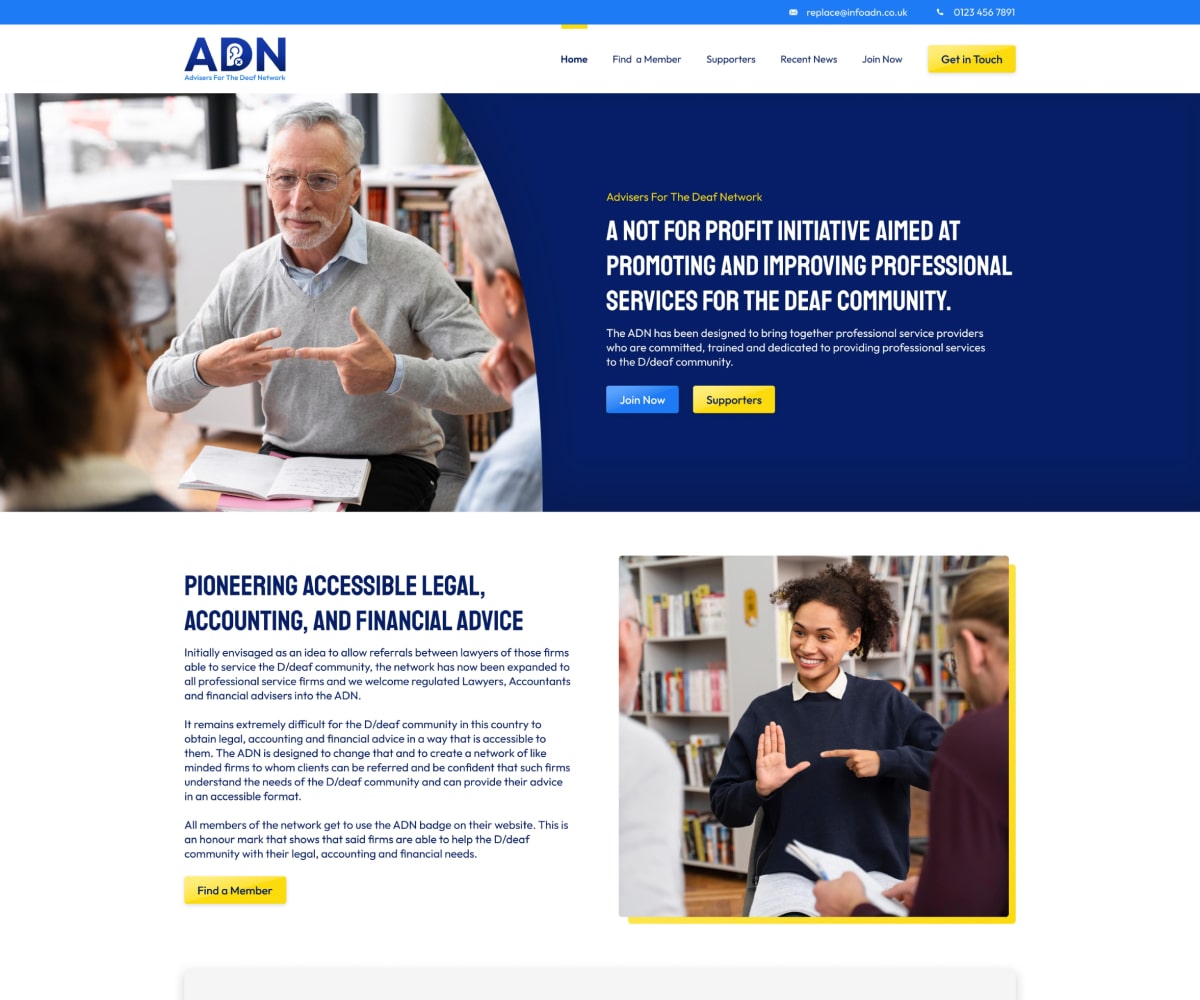 replace@infoadn.co.uk 0123 456 7891
ADN
Advisers For The Deaf Network
Home Find a Member Supporters Recent News Join Now Get in Touch
Advisers For The Deaf Network
A NOT FOR PROFIT INITIATIVE AIMED AT
PROMOTING AND IMPROVING PROFESSIONAL
SERVICES FOR THE DEAF COMMUNITY.
The ADN has been designed to bring together professional service providers
who are committed, trained and dedicated to providing professional services
to the D/deaf community.
Join Now Supporters
PIONEERING ACCESSIBLE LEGAL,
ACCOUNTING, AND FINANCIAL ADVICE
Initially envisaged as an idea to allow referrals between lawyers of those firms
able to service the D/deaf community, the network has now been expanded to
all professional service firms and we welcome regulated Lawyers, Accountants
and financial advisers into the ADN.
It remains extremely difficult for the D/deaf community in this country to
obtain legal, accounting and financial advice in a way that is accessible to
them. The ADN is designed to change that and to create a network of like
minded firms to whom clients can be referred and be confident that such firms
understand the needs of the D/deaf community and can provide their advice
in an accessible format.
All members of the network get to use the ADN badge on their website. This is
an honour mark that shows that said firms are able to help the D/deaf
community with their legal, accounting and financial needs.
Find a Member